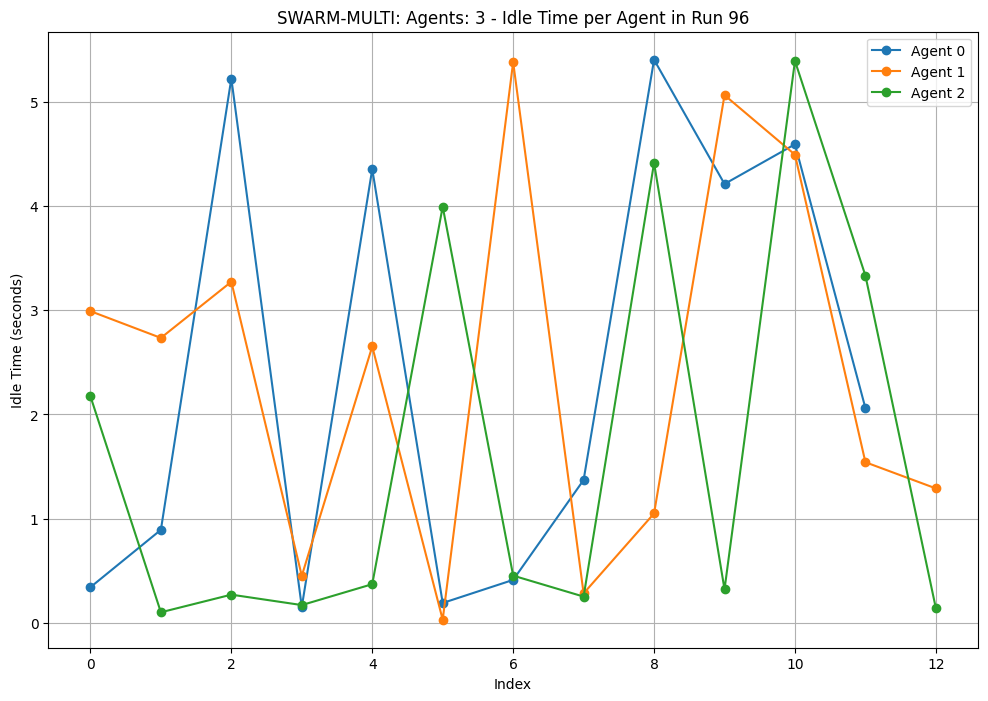 SWARM-MULTI: Agents: 3 - Idle Time per Agent in Run 96
Agent 0
Agent 1
Agent 2
Idle Time (seconds)
5
4
3
2
1
0
0 2 4 6 8 10 12
Index